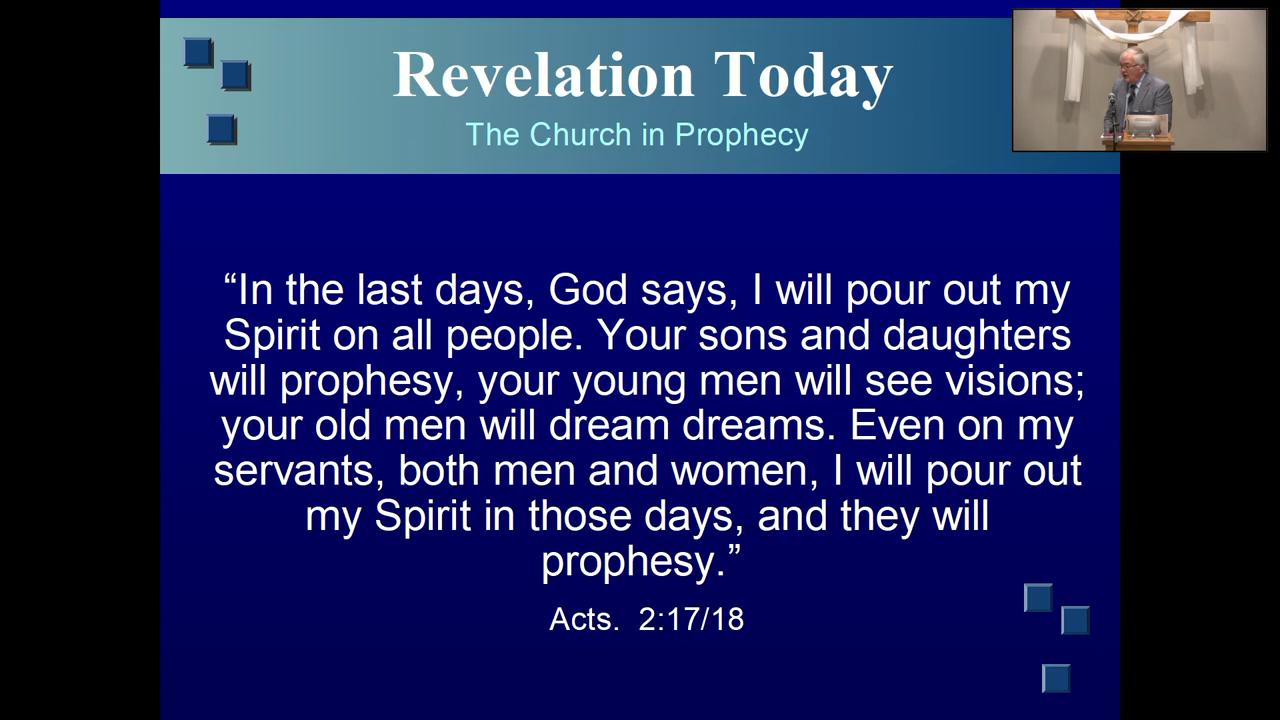 Revelation Today
The Church in Prophecy
“In the last days, God says, I will pour out my
Spirit on all people. Your sons and daughters
will prophesy, your young men will see visions;
your old men will dream dreams. Even on my
servants, both men and women, I will pour out
my Spirit in those days, and they will
prophesy.”
Acts.  2:17/18